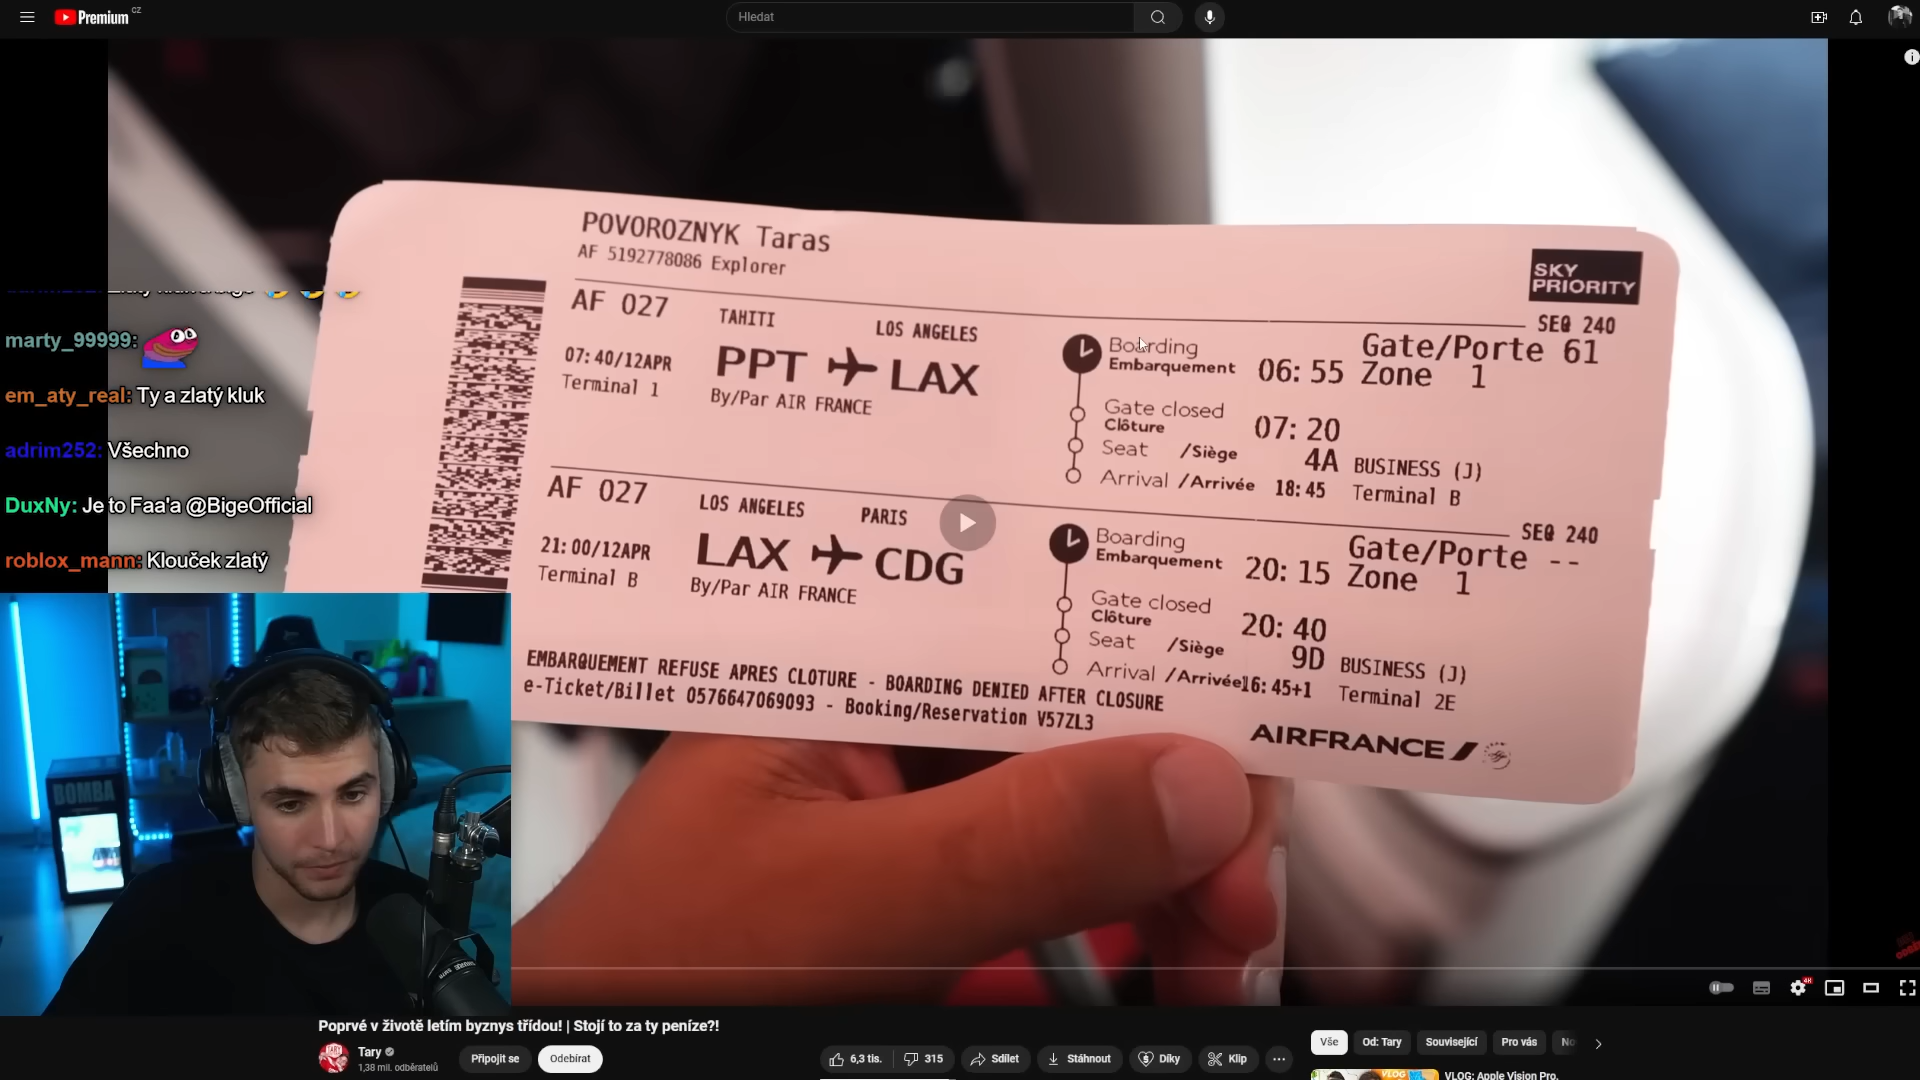 Premium CZ
Hledat
POVOROZNYK Taras
AF 5192778086 Explorer
SKY
PRIORITY
SEQ 240
AF 027
TAHITI
LOS ANGELES
07:40/12APR
PPT LAX
Terminal 1
By/Par AIR FRANCE
Boarding
Embarquement 06:55
Gate/Porte 61
Zone 1
Gate closed
Clôture 07:20
Seat /Siège 4A BUSINESS (J)
Arrival /Arrivée 18:45 Terminal B
SEQ 240
AF 027
LOS ANGELES
PARIS
21:00/12APR
LAX CDG
Terminal B
By/Par AIR FRANCE
Boarding
Embarquement 20:15
Gate/Porte --
Zone 1
Gate closed
Clôture 20:40
Seat /Siège 9D BUSINESS (J)
Arrival /Arrivée 16:45+1 Terminal 2E
EMBARQUEMENT REFUSE APRES CLOTURE - BOARDING DENIED AFTER CLOSURE
e-Ticket/Billet 0576647069093 - Booking/Reservation V57ZL3
AIRFRANCE
marty_99999:
em_aty_real: Ty a zlatý kluk
adrim252: Všechno
DuxNy: Je to Faa'a @BigeOfficial
roblox_mann: Klouček zlatý
BOMBA
Poprvé v životě letím byznys třídou! | Stojí to za ty peníze?!
Tary
1,38 mil. odběratelů
Připojit se
Odebírat
6,3 tis.
315
Sdílet
Stáhnout
Díky
Klip
Vše
Od: Tary
Související
Pro vás
VLOG: Apple Vision Pro,
VLOG